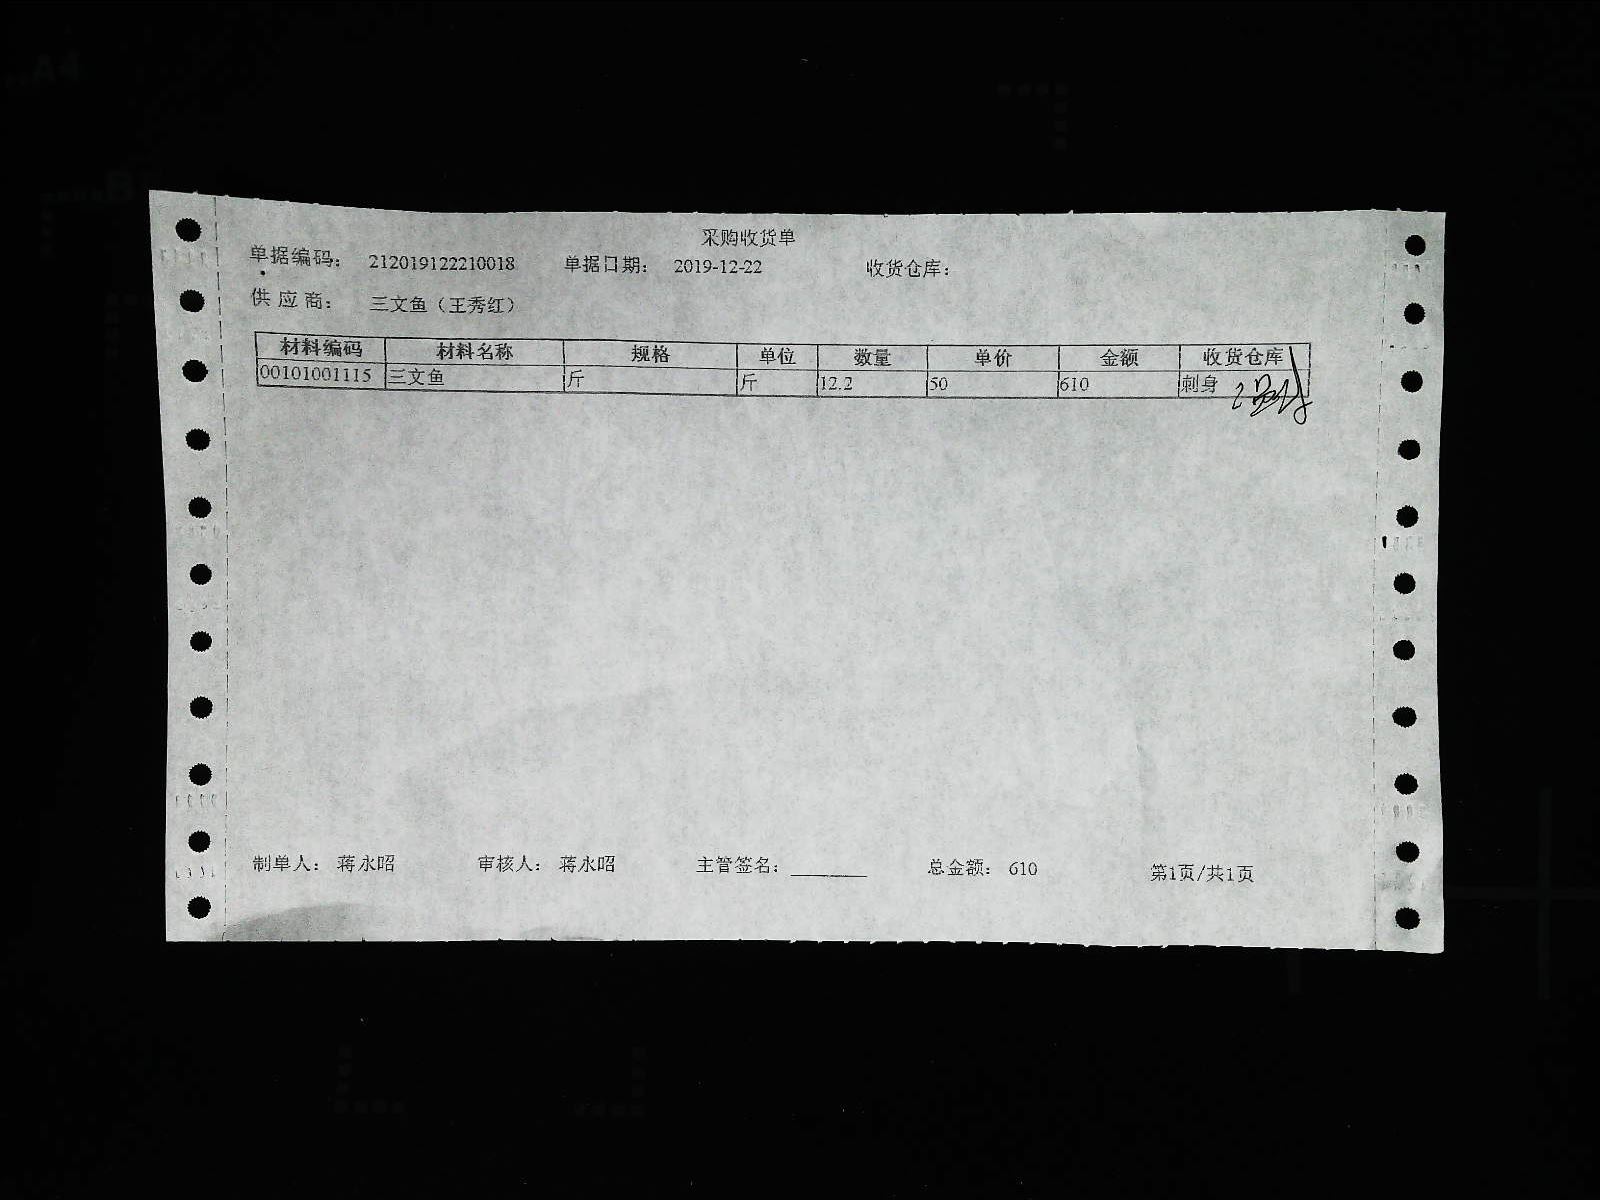 采购收货单
单据编码： 212019122210018 单据日期： 2019-12-22 收货仓库：
供应商： 三文鱼（王秀红）
材料编码 材料名称 规格 单位 数量 单价 金额 收货仓库
00101001115 三文鱼 斤 斤 12.2 50 610 刺身
制单人： 蒋永昭 审核人： 蒋永昭 主管签名：________ 总金额： 610 第1页/共1页